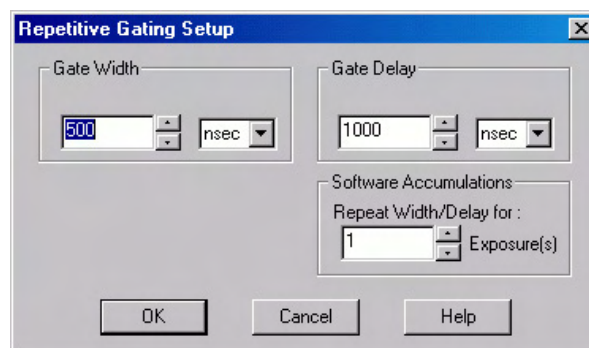 Repetitive Gating Setup
Gate Width
500
nsec
Gate Delay
1000
nsec
Software Accumulations
Repeat Width/Delay for :
1
Exposure(s)
OK
Cancel
Help